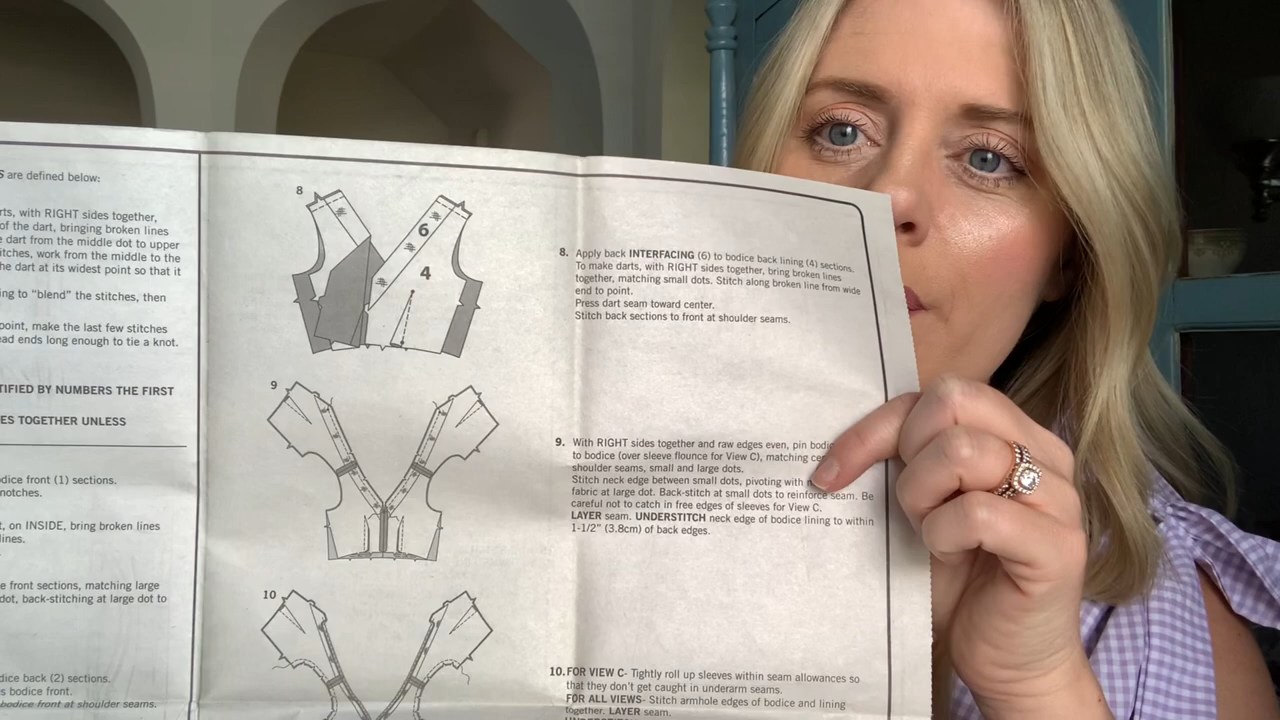 S are defined below:
rts, with RIGHT sides together,
of the dart, bringing broken lines
dart from the middle dot to upper
itches, work from the middle to the
he dart at its widest point so that it
ing to "blend" the stitches, then
point, make the last few stitches
ad ends long enough to tie a knot.
TIFIED BY NUMBERS THE FIRST
ES TOGETHER UNLESS
dice front (1) sections.
notches.
, on INSIDE, bring broken lines
lines.
e front sections, matching large
dot, back-stitching at large dot to
dice back (2) sections.
s bodice front.
bodice front at shoulder seams.
8
6
4
9
10
8. Apply back INTERFACING (6) to bodice back lining (4) sections.
To make darts, with RIGHT sides together, bring broken lines
together, matching small dots. Stitch along broken line from wide
end to point.
Press dart seam toward center.
Stitch back sections to front at shoulder seams.
9. With RIGHT sides together and raw edges even, pin bodic
to bodice (over sleeve flounce for View C), matching ce
shoulder seams, small and large dots.
Stitch neck edge between small dots, pivoting with
fabric at large dot. Back-stitch at small dots to reinforce seam. Be
careful not to catch in free edges of sleeves for View C.
LAYER seam. UNDERSTITCH neck edge of bodice lining to within
1-1/2" (3.8cm) of back edges.
10. FOR VIEW C- Tightly roll up sleeves within seam allowances so
that they don't get caught in underarm seams.
FOR ALL VIEWS- Stitch armhole edges of bodice and lining
together. LAYER seam.